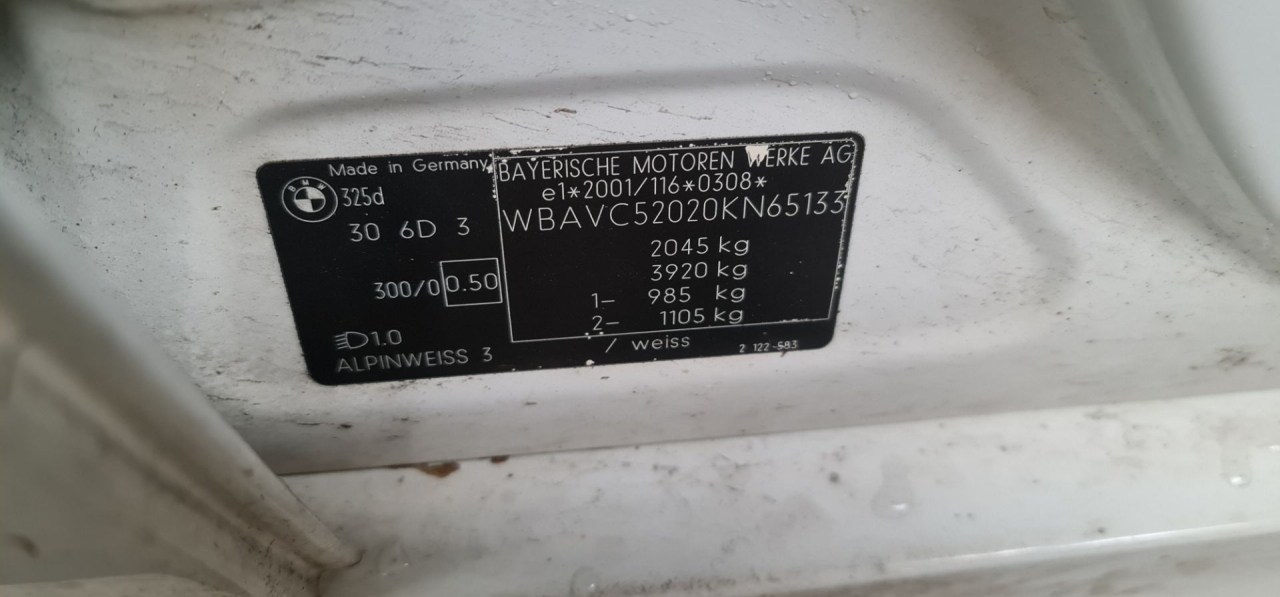 Made in Germany
BMW
325d
30 6D 3
300/0 0.50
1.0
ALPINWEISS 3
BAYERISCHE MOTOREN WERKE AG
e1*2001/116*0308*
WBAVC52020KN65133
2045 kg
3920 kg
1- 985 kg
2- 1105 kg
/ weiss
2 122-583